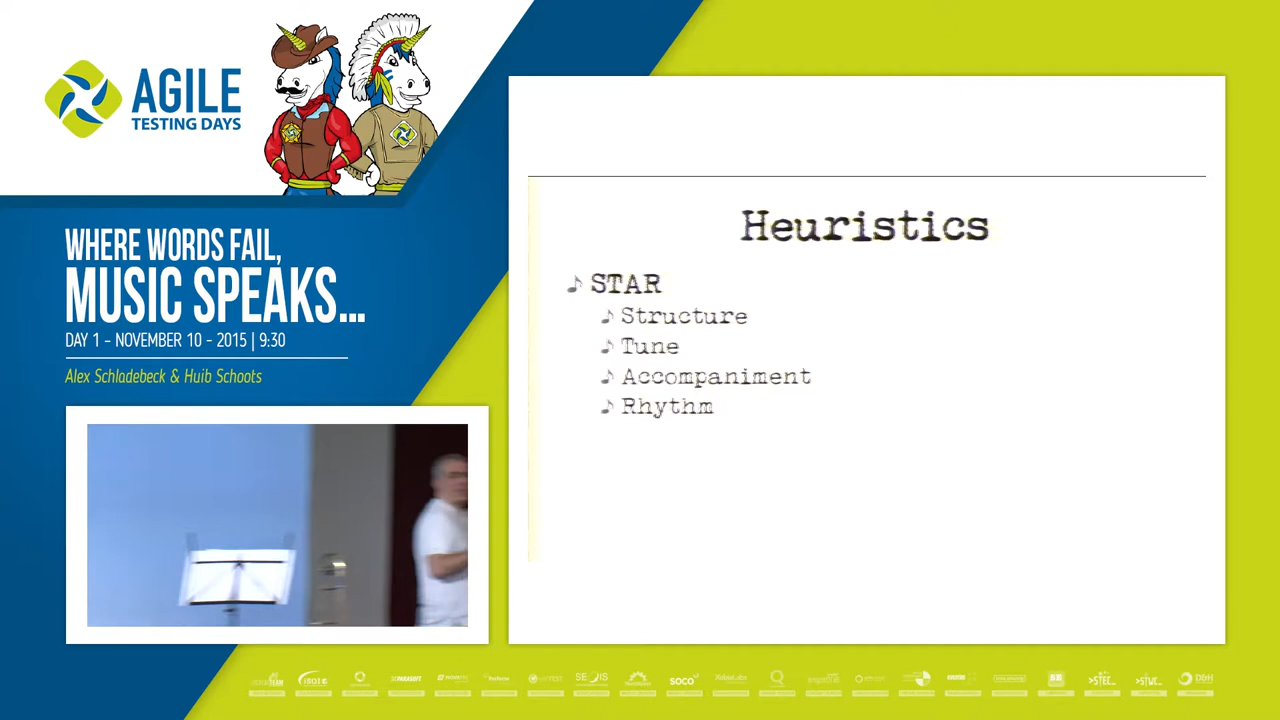 AGILE
TESTING DAYS
WHERE WORDS FAIL,
MUSIC SPEAKS...
DAY 1 - NOVEMBER 10 - 2015 | 9:30
Alex Schladebeck & Huib Schoots
Heuristics
♪ STAR
♪ Structure
♪ Tune
♪ Accompaniment
♪ Rhythm
SOCO